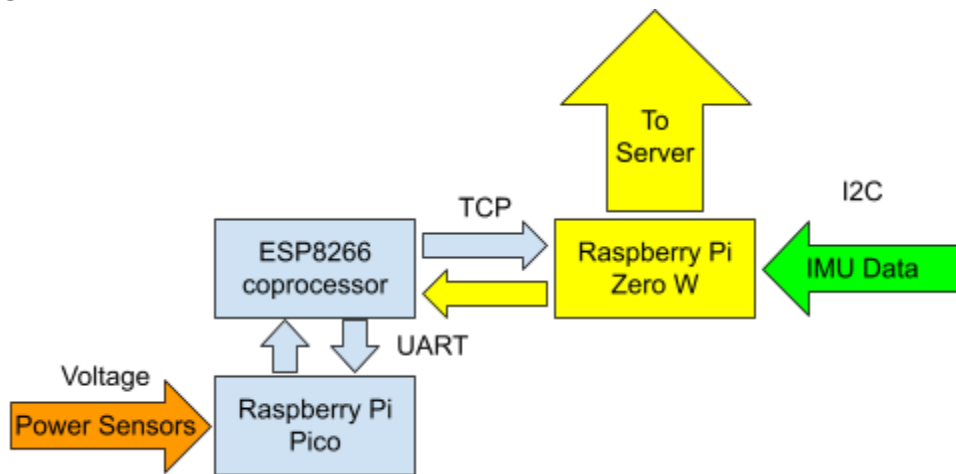 To
Server
I2C
TCP
ESP8266
coprocessor
Raspberry Pi
Zero W
IMU Data
UART
Voltage
Power Sensors
Raspberry Pi
Pico